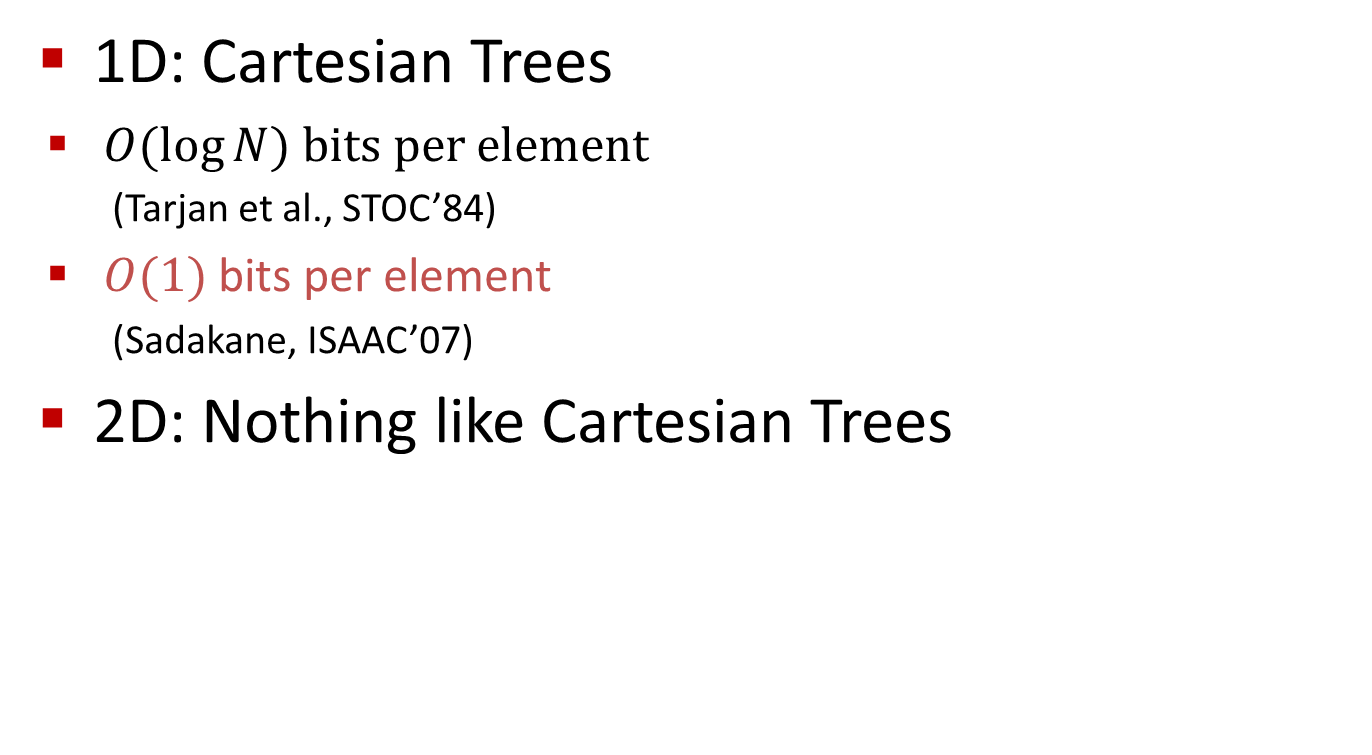 ▪ 1D: Cartesian Trees
▪ O(log N) bits per element
(Tarjan et al., STOC’84)
▪ O(1) bits per element
(Sadakane, ISAAC’07)
▪ 2D: Nothing like Cartesian Trees